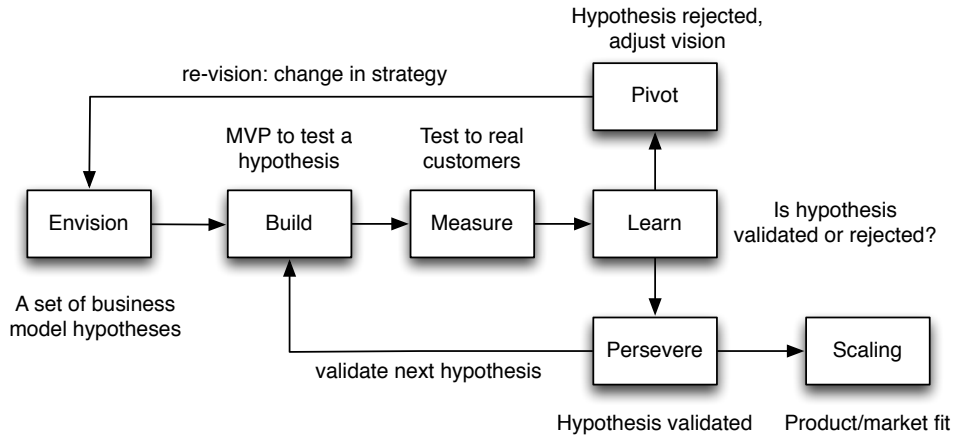 Hypothesis rejected,
adjust vision
re-vision: change in strategy
Pivot
MVP to test a
hypothesis
Test to real
customers
Envision
Build
Measure
Learn
Is hypothesis
validated or rejected?
A set of business
model hypotheses
validate next hypothesis
Persevere
Scaling
Hypothesis validated
Product/market fit